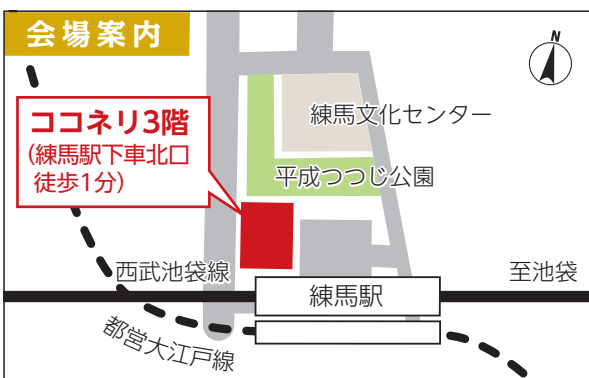 会場案内
N
ココネリ3階
(練馬駅下車北口
徒歩1分)
練馬文化センター
平成つつじ公園
西武池袋線
至池袋
練馬駅
都営大江戸線